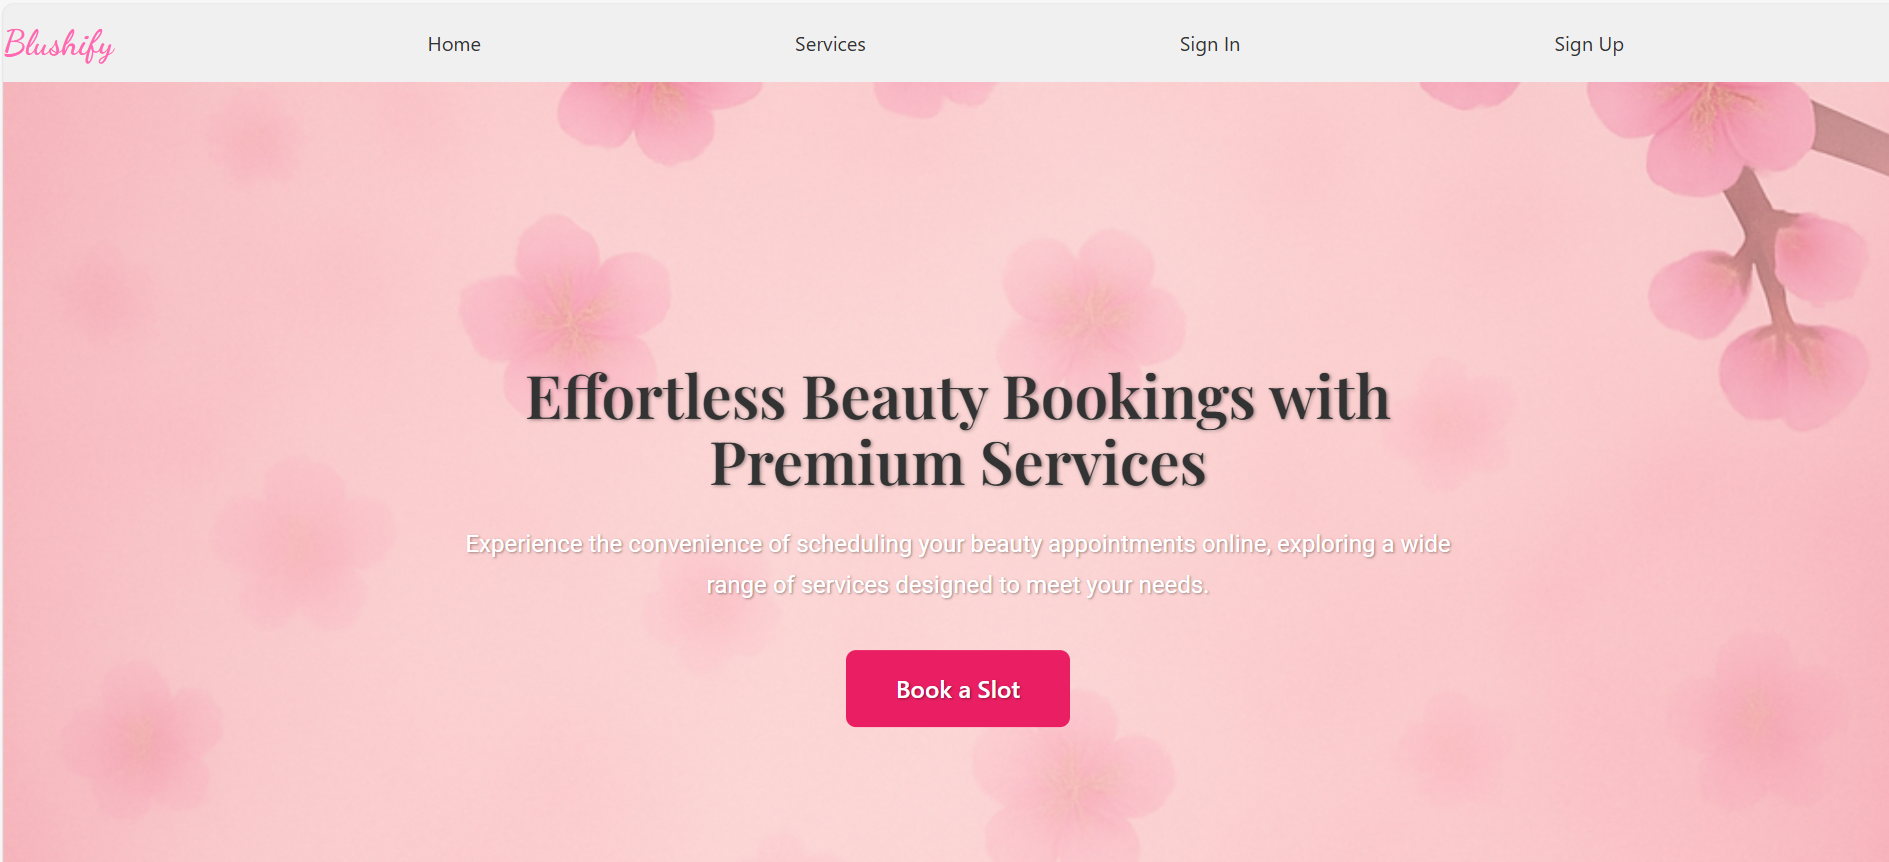 Blushify
Home
Services
Sign In
Sign Up
Effortless Beauty Bookings with
Premium Services
Experience the convenience of scheduling your beauty appointments online, exploring a wide
range of services designed to meet your needs.
Book a Slot